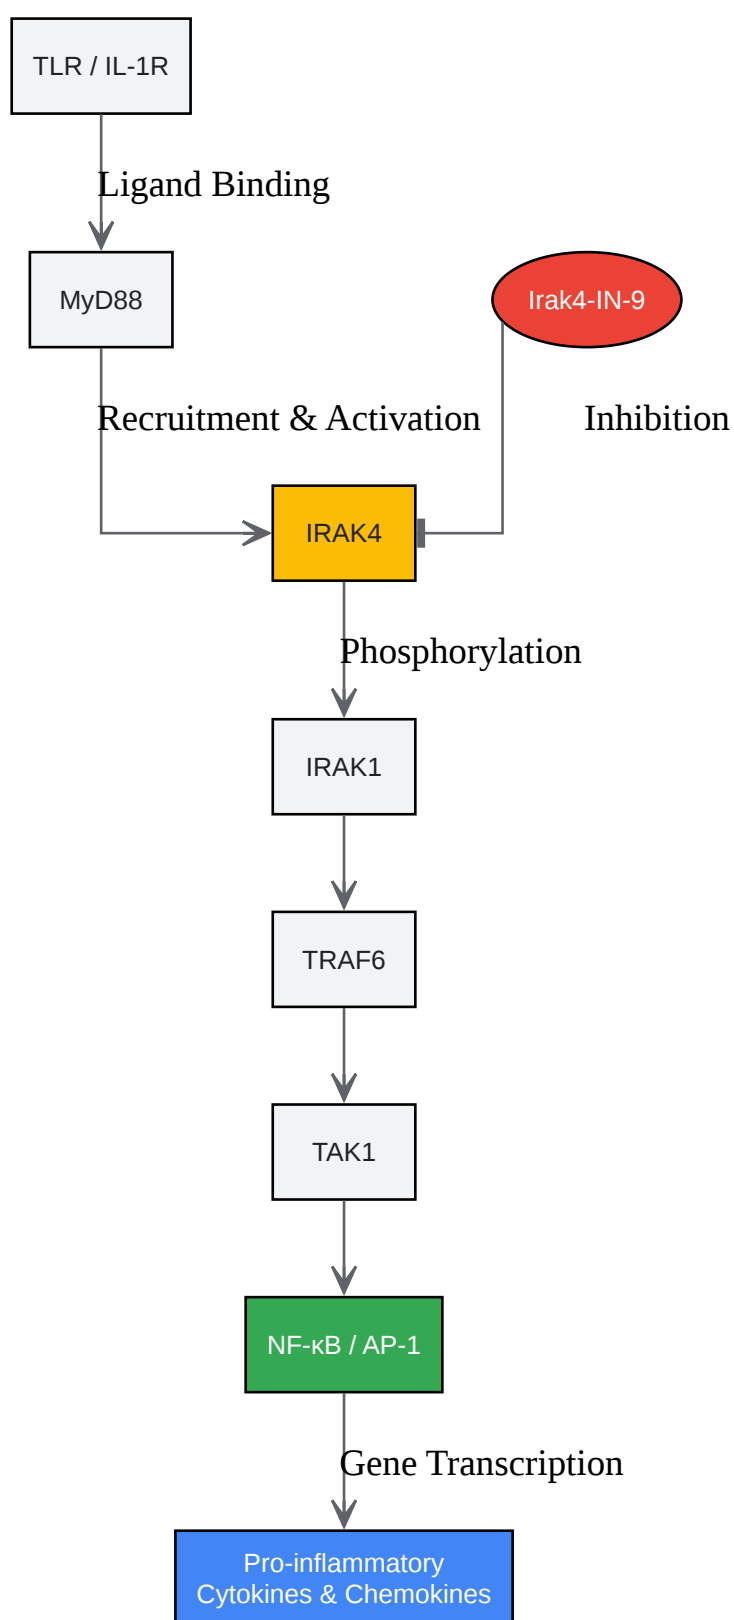 TLR / IL-1R
Ligand Binding
MyD88
Irak4-IN-9
Recruitment & Activation
Inhibition
IRAK4
Phosphorylation
IRAK1
TRAF6
TAK1
NF-κB / AP-1
Gene Transcription
Pro-inflammatory
Cytokines & Chemokines